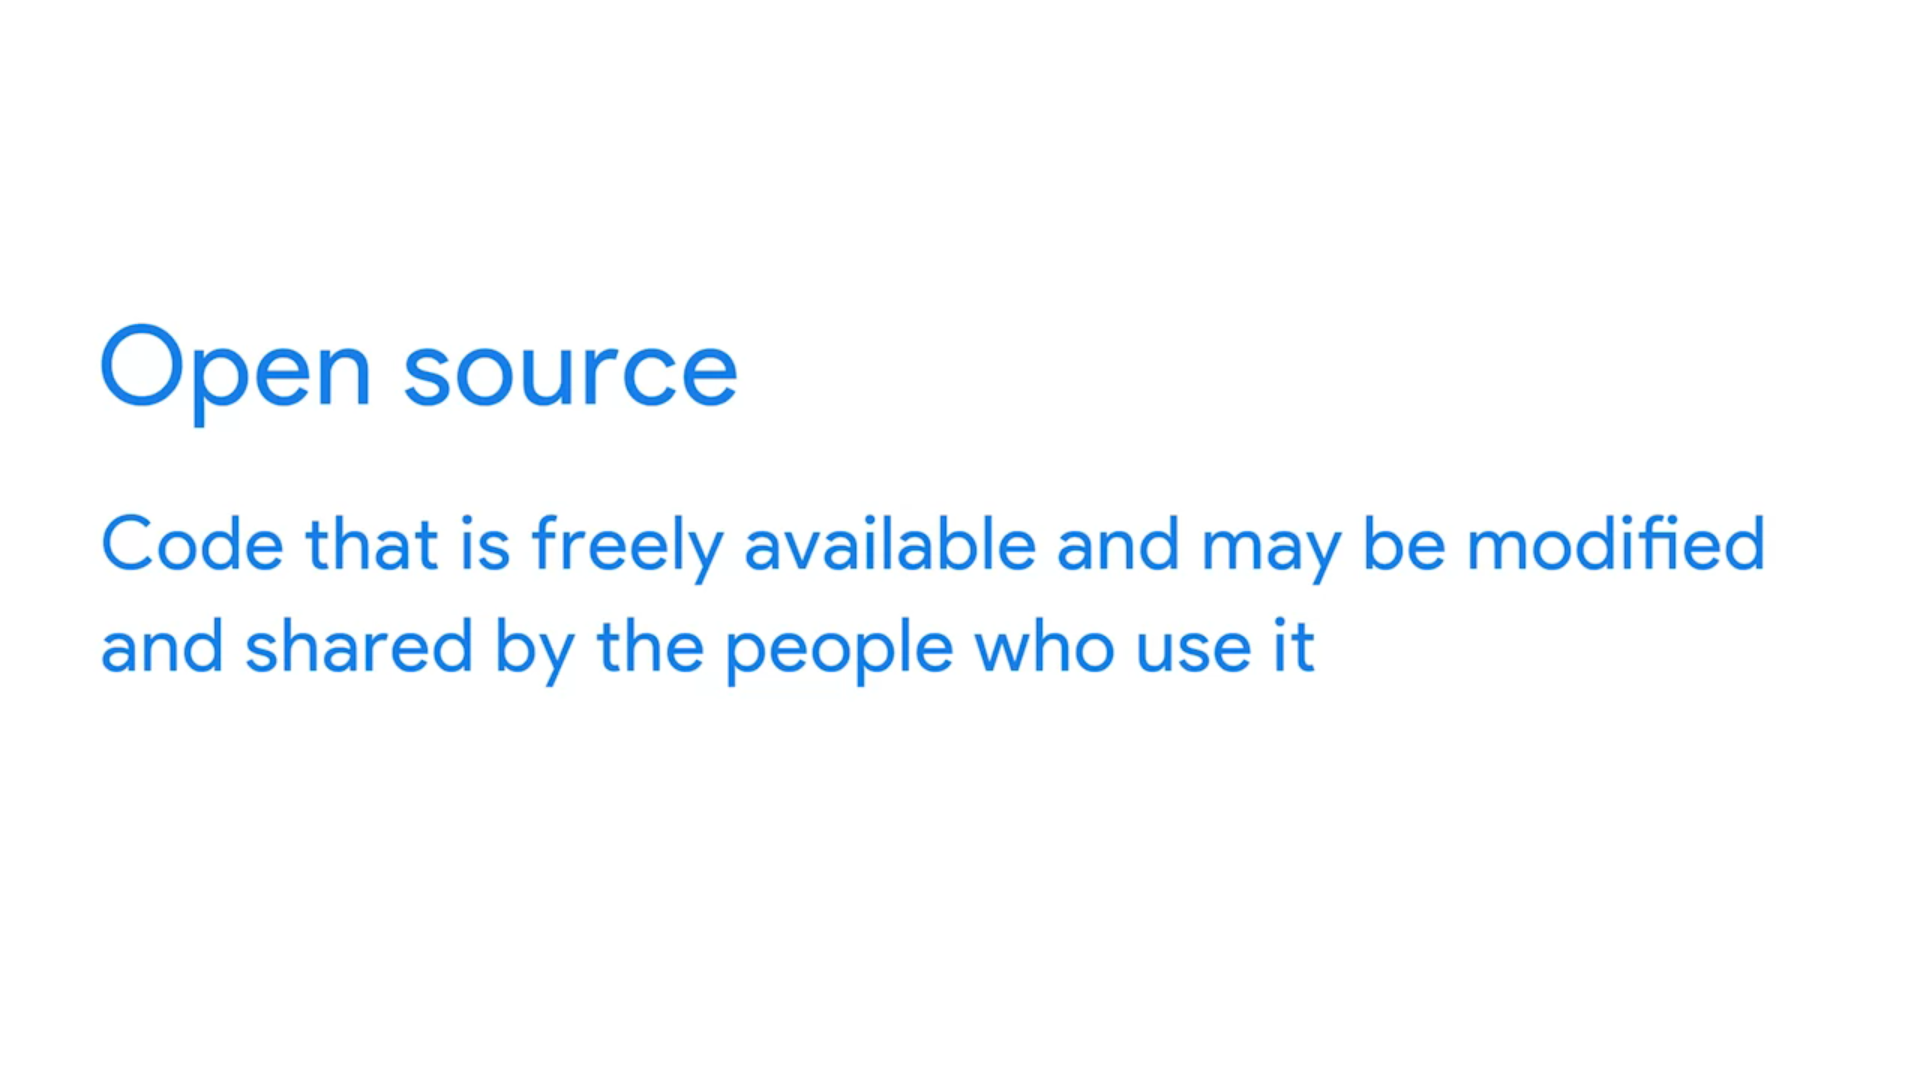 Open source
Code that is freely available and may be modified
and shared by the people who use it